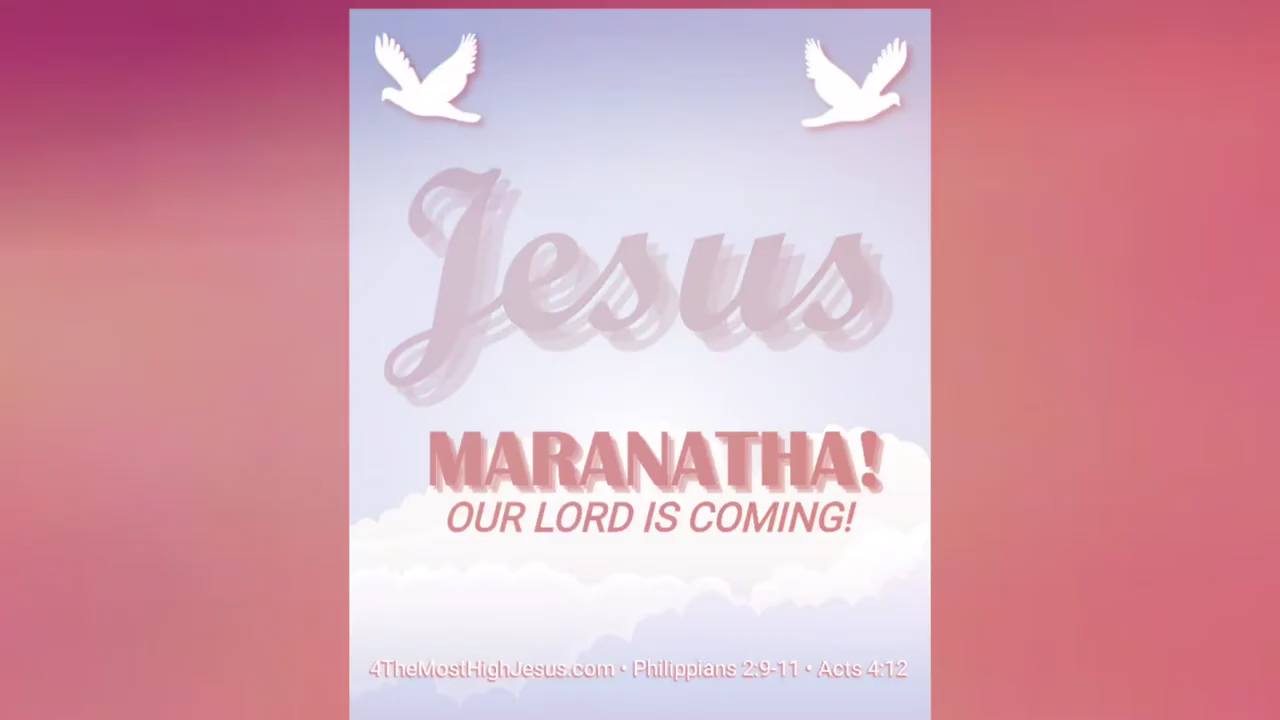 Jesus
MARANATHA!
OUR LORD IS COMING!
4TheMostHighJesus.com • Philippians 2:9-11 • Acts 4:12